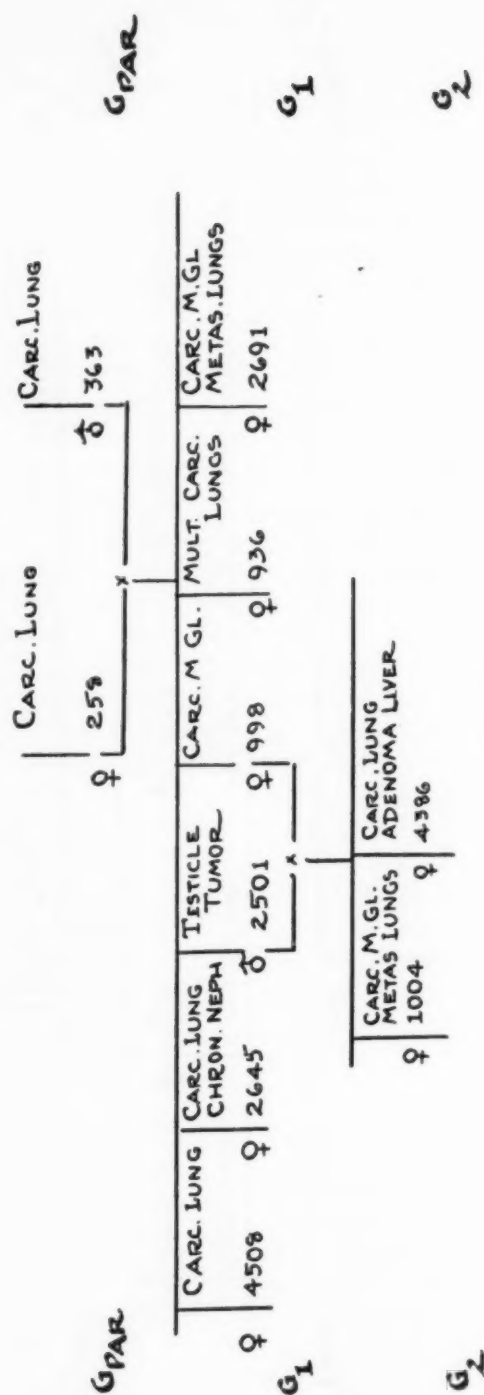 CARC. LUNG
CARC. LUNG
GPAR ♀ 258 x ♂ 363 GPAR
CARC. LUNG
CARC. LUNG
CHRON. NEPH
TESTICLE
TUMOR
CARC. M GL.
MULT. CARC.
LUNGS
CARC. M. GL
METAS. LUNGS
G1 ♀ 4508 ♀ 2645 ♂ 2501 x ♀ 998 ♀ 936 ♀ 2691 G1
CARC. M. GL.
METAS LUNGS
CARC. LUNG
ADENOMA LIVER
G2 ♀ 1004 ♀ 4386 G2